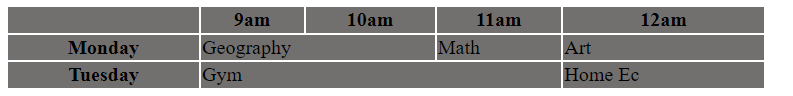 9am 10am 11am 12am
Monday Geography Math Art
Tuesday Gym Home Ec